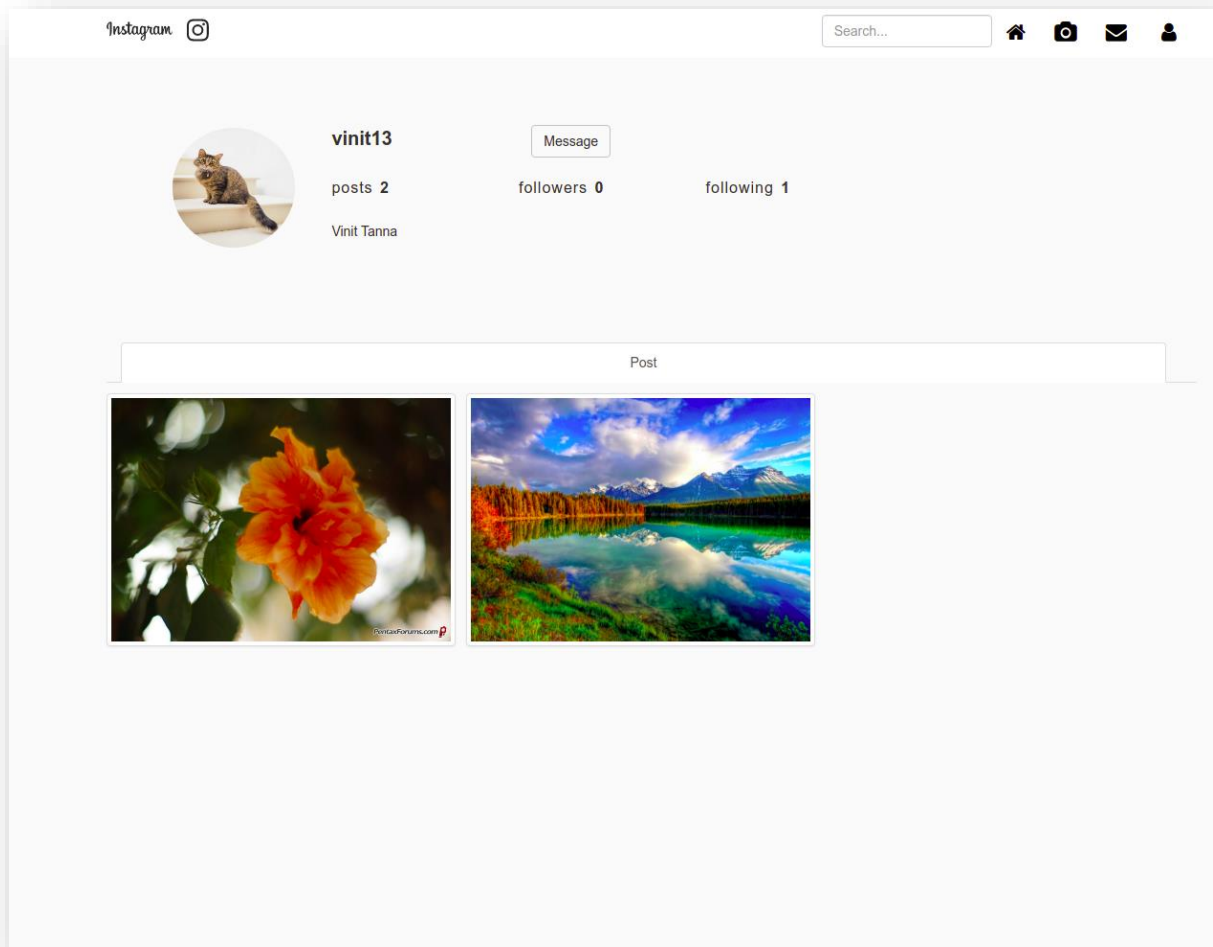 Instagram Search...
vinit13 Message
posts 2 followers 0 following 1
Vinit Tanna
Post
PentaxForums.com